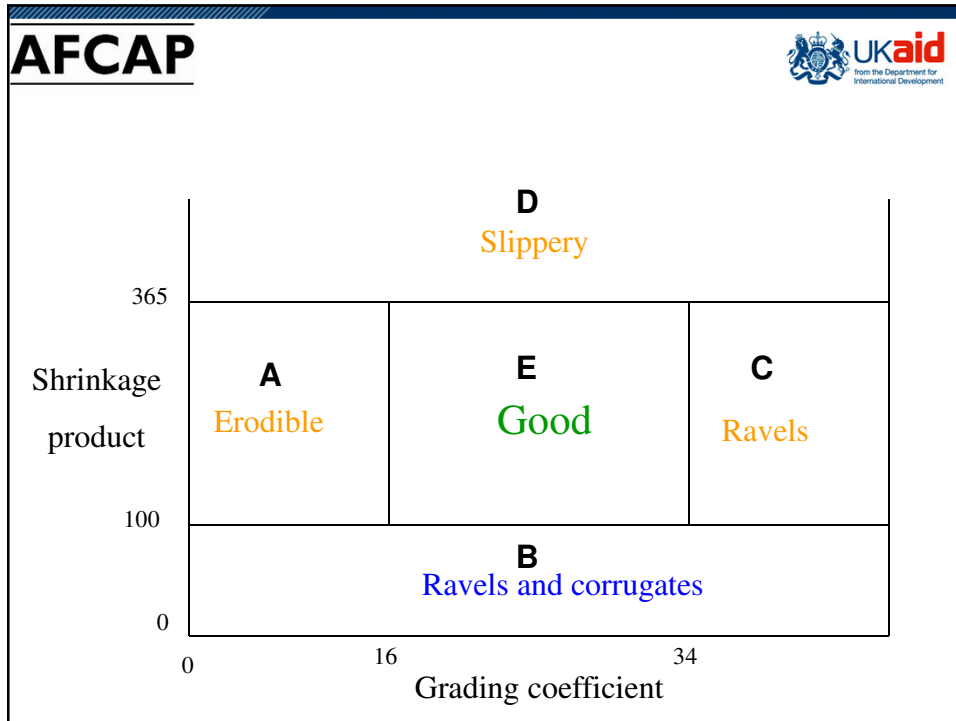 AFCAP
UKaid
from the Department for
International Development
D
Slippery
365
Shrinkage
product
A
Erodible
E
Good
C
Ravels
100
B
Ravels and corrugates
0
0
16
34
Grading coefficient